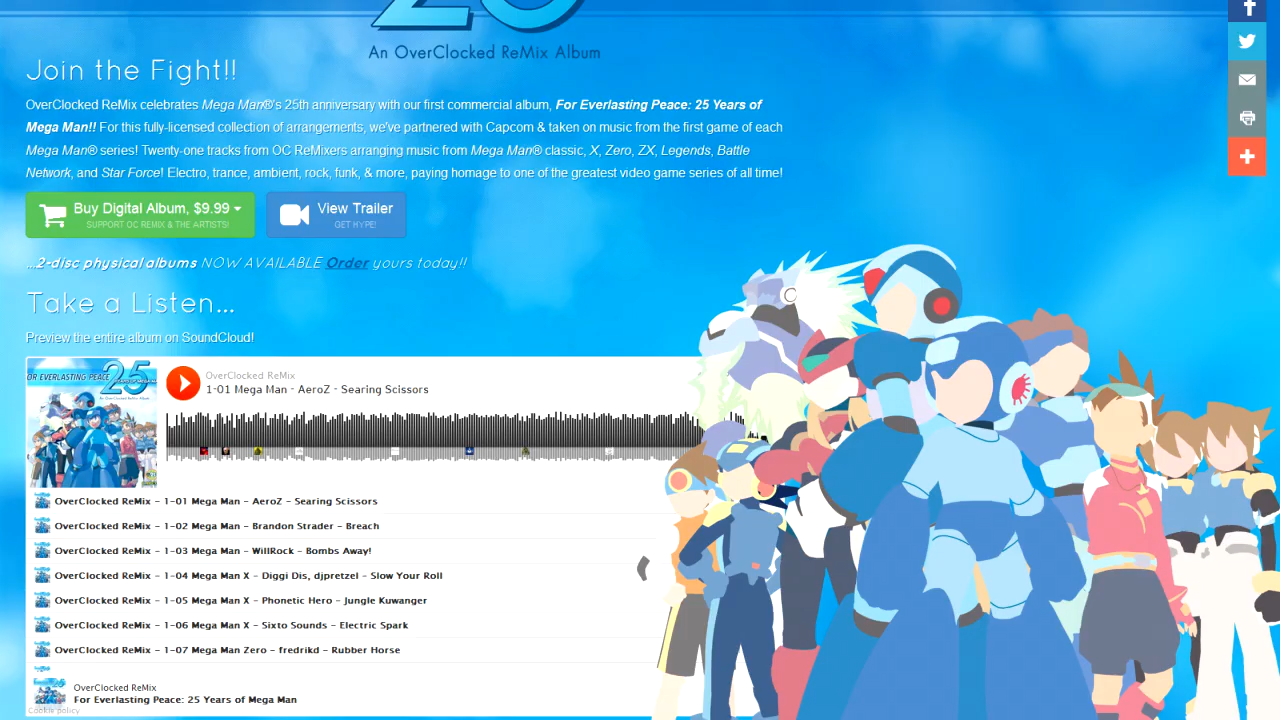 25
An OverClocked ReMix Album
Join the Fight!!
OverClocked ReMix celebrates Mega Man®'s 25th anniversary with our first commercial album, For Everlasting Peace: 25 Years of
Mega Man!! For this fully-licensed collection of arrangements, we've partnered with Capcom & taken on music from the first game of each
Mega Man® series! Twenty-one tracks from OC ReMixers arranging music from Mega Man® classic, X, Zero, ZX, Legends, Battle
Network, and Star Force! Electro, trance, ambient, rock, funk, & more, paying homage to one of the greatest video game series of all time!
Buy Digital Album, $9.99
SUPPORT OC REMIX & THE ARTISTS!
View Trailer
GET HYPE!
...2-disc physical albums NOW AVAILABLE Order yours today!!
Take a Listen...
Preview the entire album on SoundCloud!
OR EVERLASTING PEACE 25
An OverClocked ReMix Album
OverClocked ReMix
1-01 Mega Man - AeroZ - Searing Scissors
OverClocked ReMix - 1-01 Mega Man - AeroZ - Searing Scissors
OverClocked ReMix - 1-02 Mega Man - Brandon Strader - Breach
OverClocked ReMix - 1-03 Mega Man - WillRock - Bombs Away!
OverClocked ReMix - 1-04 Mega Man X - Diggi Dis, djpretzel - Slow Your Roll
OverClocked ReMix - 1-05 Mega Man X - Phonetic Hero - Jungle Kuwanger
OverClocked ReMix - 1-06 Mega Man X - Sixto Sounds - Electric Spark
OverClocked ReMix - 1-07 Mega Man Zero - fredrikd - Rubber Horse
OverClocked ReMix
For Everlasting Peace: 25 Years of Mega Man
Cookie policy